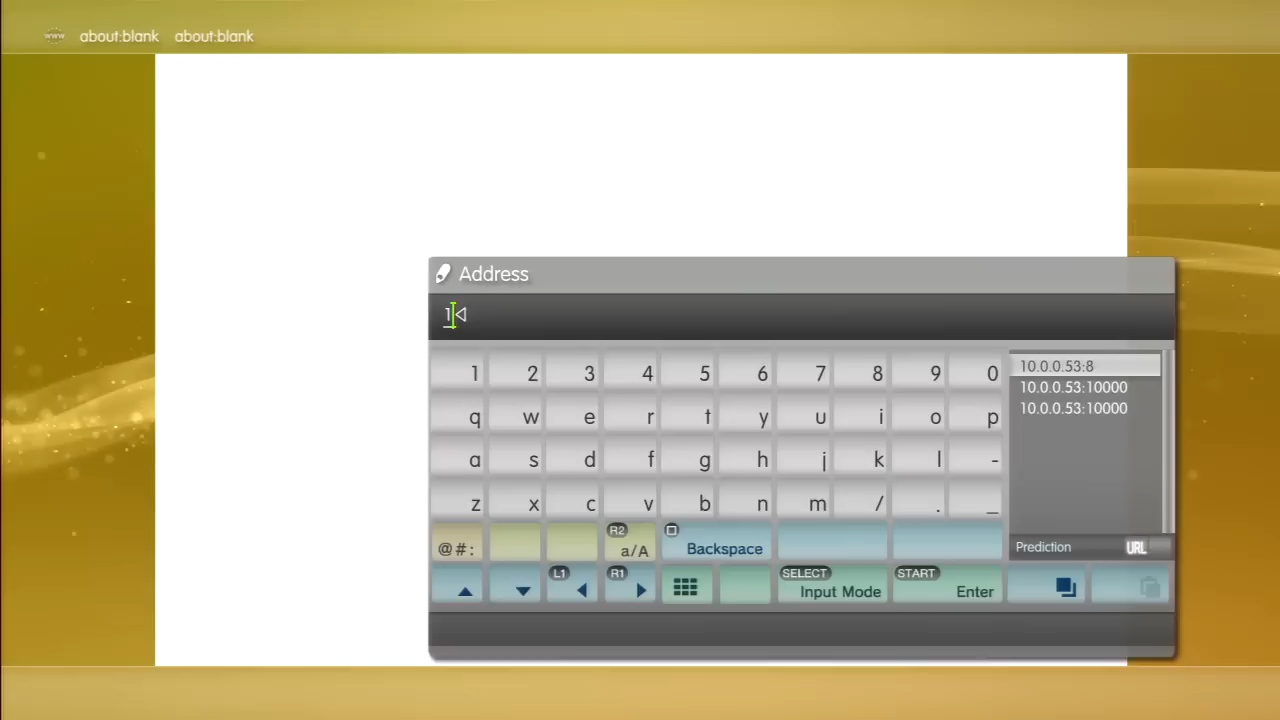 www about:blank about:blank
Address
1
1 2 3 4 5 6 7 8 9 0
10.0.0.53:8
10.0.0.53:10000
10.0.0.53:10000
q w e r t y u i o p
a s d f g h j k l -
z x c v b n m / . _
@#: R2 a/A Backspace
Prediction URL
L1 R1 SELECT Input Mode START Enter